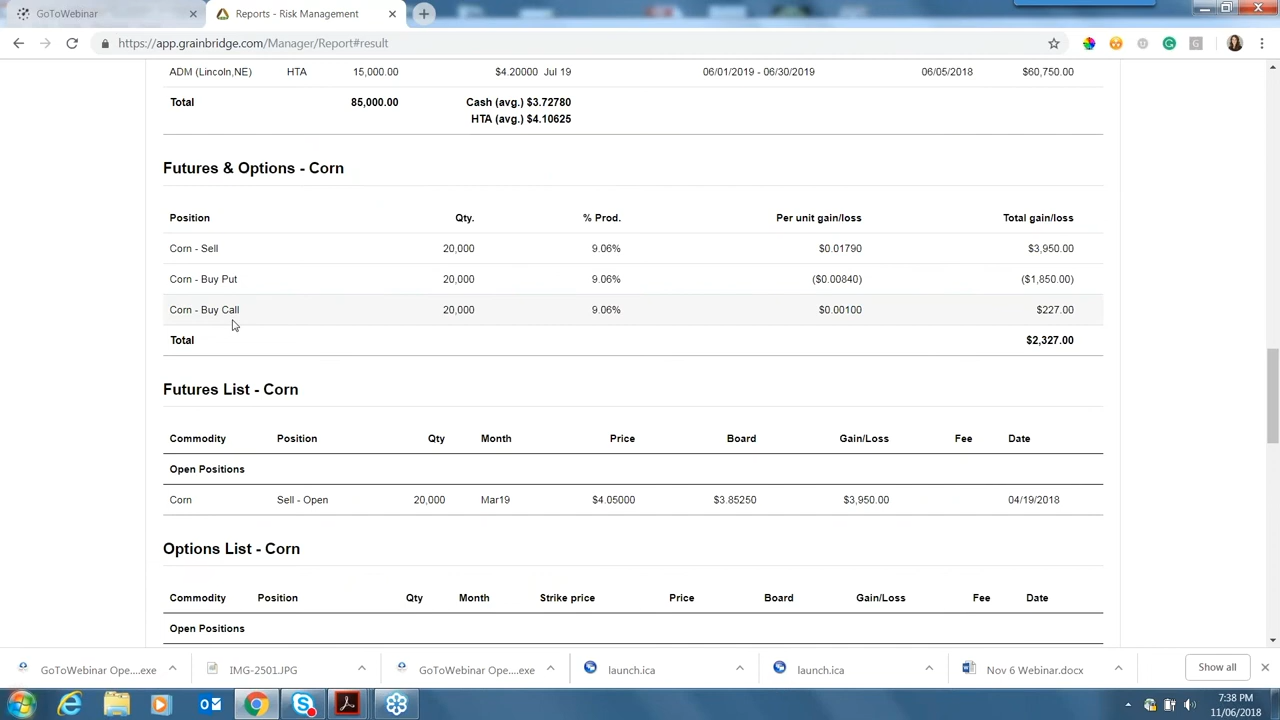 GoToWebinar
Reports - Risk Management
https://app.grainbridge.com/Manager/Report#result
ADM (Lincoln,NE) HTA 15,000.00 $4.20000 Jul 19 06/01/2019 - 06/30/2019 06/05/2018 $60,750.00
Total 85,000.00 Cash (avg.) $3.72780
HTA (avg.) $4.10625
Futures & Options - Corn
Position Qty. % Prod. Per unit gain/loss Total gain/loss
Corn - Sell 20,000 9.06% $0.01790 $3,950.00
Corn - Buy Put 20,000 9.06% ($0.00840) ($1,850.00)
Corn - Buy Call 20,000 9.06% $0.00100 $227.00
Total $2,327.00
Futures List - Corn
Commodity Position Qty Month Price Board Gain/Loss Fee Date
Open Positions
Corn Sell - Open 20,000 Mar19 $4.05000 $3.85250 $3,950.00 04/19/2018
Options List - Corn
Commodity Position Qty Month Strike price Price Board Gain/Loss Fee Date
Open Positions
GoToWebinar Ope....exe IMG-2501.JPG GoToWebinar Ope....exe launch.ica launch.ica Nov 6 Webinar.docx Show all
7:38 PM
11/06/2018